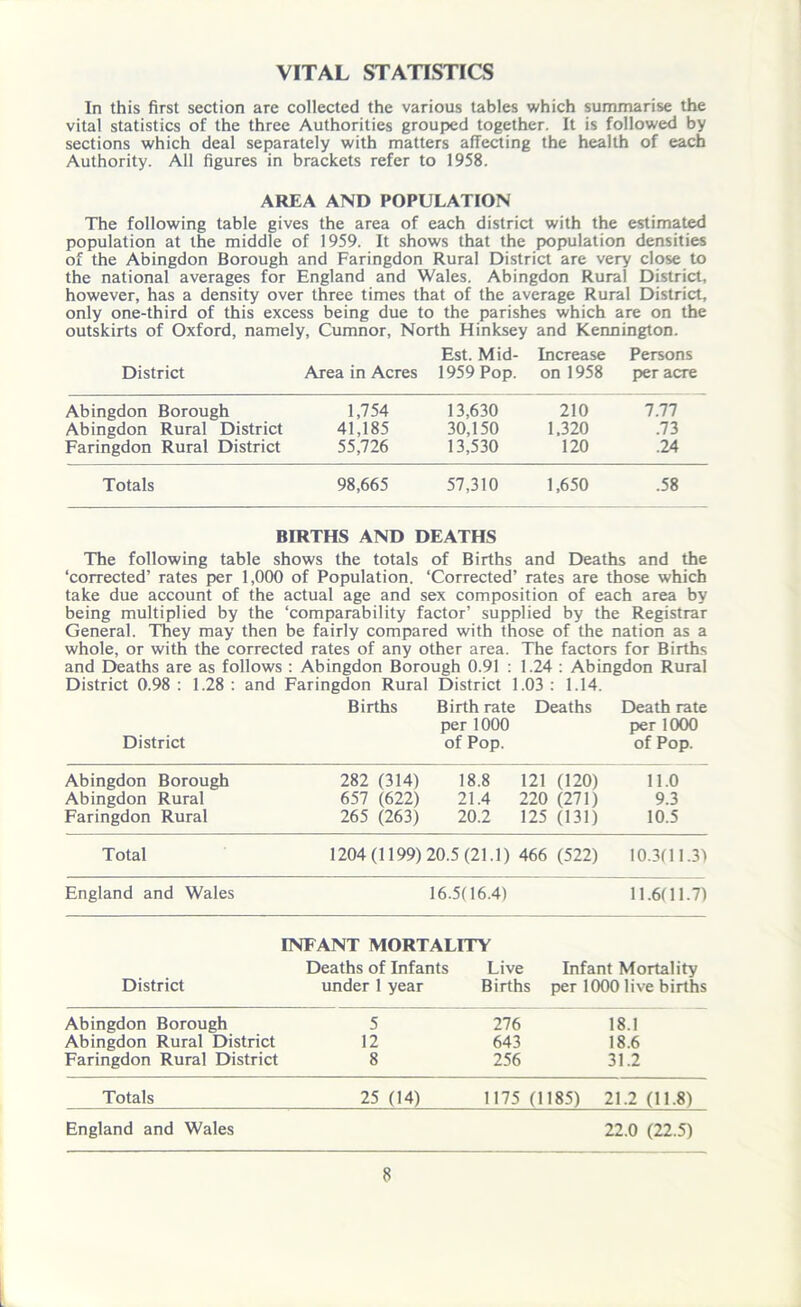 VITAL STATISTICS
In this first section are collected the various tables which summarise the
vital statistics of the three Authorities grouped together. It is followed by
sections which deal separately with matters affecting the health of each
Authority. All figures in brackets refer to 1958.
AREA AND POPULATION
The following table gives the area of each district with the estimated
population at the middle of 1959. It shows that the population densities
of the Abingdon Borough and Faringdon Rural District are very close to
the national averages for England and Wales. Abingdon Rural District,
however, has a density over three times that of the average Rural District,
only one-third of this excess being due to the parishes which are on the
outskirts of Oxford, namely, Cumnor, North Hinksey and Kennington.
Est. Mid- Increase Persons
District Area in Acres 1959 Pop. on 1958 per acre
Abingdon Borough 1,754 13,630 210 7.77
Abingdon Rural District 41,185 30,150 1,320 .73
Faringdon Rural District 55,726 13,530 120 .24
Totals 98,665 57,310 1,650 .58
BIRTHS AND DEATHS
The following table shows the totals of Births and Deaths and the
‘corrected’ rates per 1,000 of Population. ‘Corrected’ rates are those which
take due account of the actual age and sex composition of each area by
being multiplied by the ‘comparability factor’ supplied by the Registrar
General. They may then be fairly compared with those of the nation as a
whole, or with the corrected rates of any other area. The factors for Births
and Deaths are as follows : Abingdon Borough 0.91 : 1.24 : Abingdon Rural
District 0.98 : 1.28 : and Faringdon Rural District 1.03 : 1.14.
Births Birth rate Deaths Death rate
per 1000 per 1000
District of Pop. of Pop.
Abingdon Borough 282 (314) 18.8 121 (120) 11.0
Abingdon Rural 657 (622) 21.4 220 (271) 9.3
Faringdon Rural 265 (263) 20.2 125 (131) 10.5
Total 1204 (1199) 20.5 (21.1) 466 (522) 10.3(11.3)
England and Wales 16.5(16.4) 11.6(11.7)
INFANT MORTALITY
Deaths of Infants Live Infant Mortality
District under 1 year Births per 1000 live births
Abingdon Borough 5 276 18.1
Abingdon Rural District 12 643 18.6
Faringdon Rural District 8 256 31.2
Totals 25 (14) 1175 (1185) 21.2 (11.8)
England and Wales 22.0 (22.5)
8